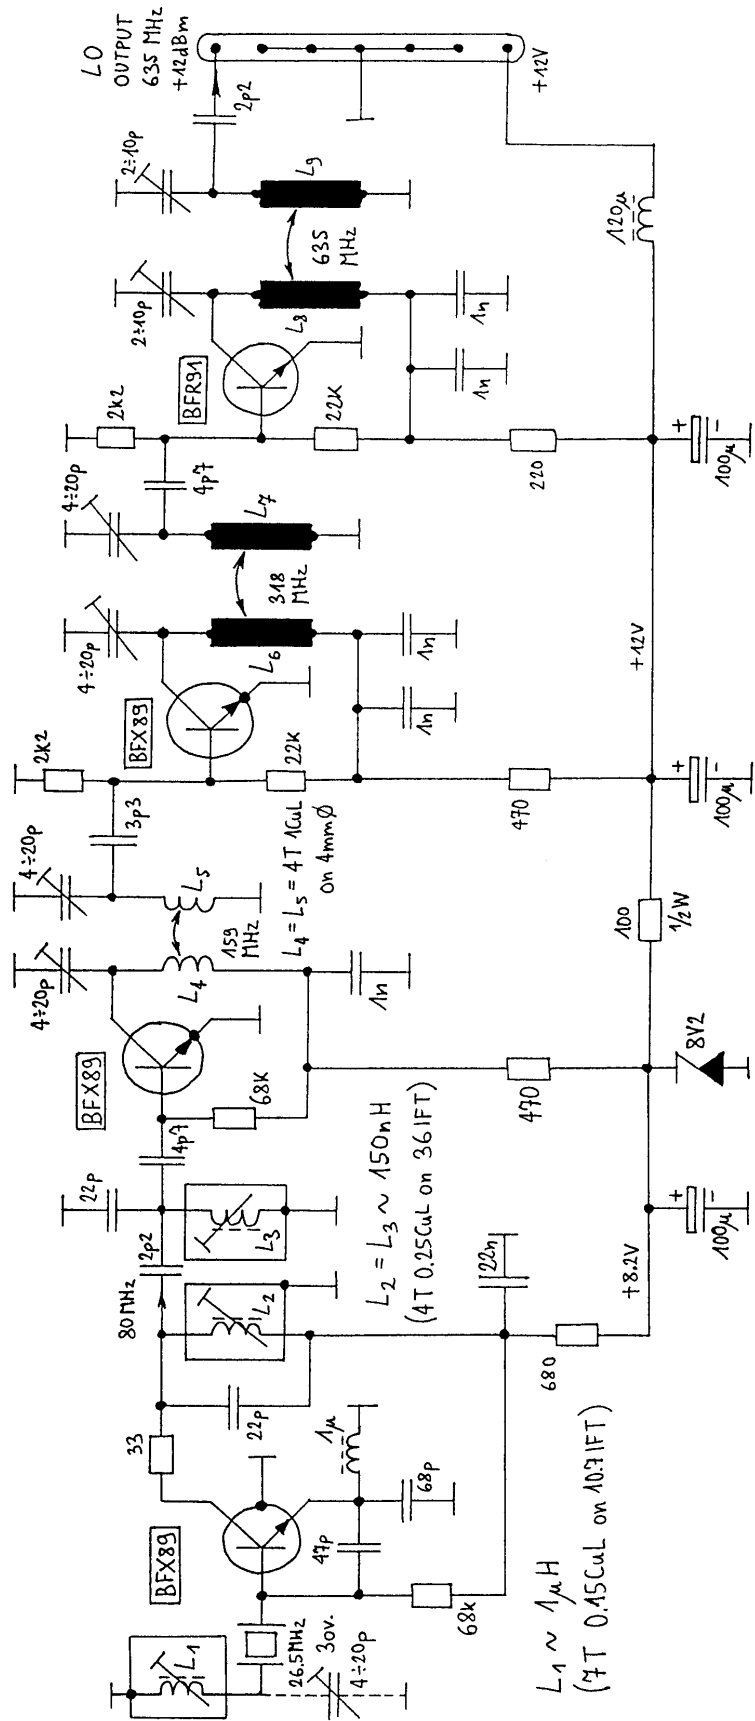 LO
OUTPUT
635 MHz
+12dBm
2p2
+12V
2÷10p
L9
635
MHz
2÷10p
L8
BFR91
1n
1n
120µ
2k2
22K
220
4p7
+
100µ
-
4÷20p
L7
318
MHz
4÷20p
L6
BFX89
1n
1n
+12V
2k2
22K
470
3p3
+
100µ
-
4÷20p
L5
159
MHz
4÷20p
L4
L4 = L5 = 4T 1CuL
on 4mmØ
100
1/2W
BFX89
1n
68K
470
8V2
4p7
22p
L3
2p2
80MHz
L2
L2 = L3 ~ 150nH
(4T 0.25CuL on 36IFT)
22n
+8.2V
+
100µ
-
680
33
22p
BFX89
1µ
68p
47p
68k
L1
26.5MHz
3ov.
4÷20p
L1 ~ 1µH
(7T 0.15CuL on 10.7IFT)